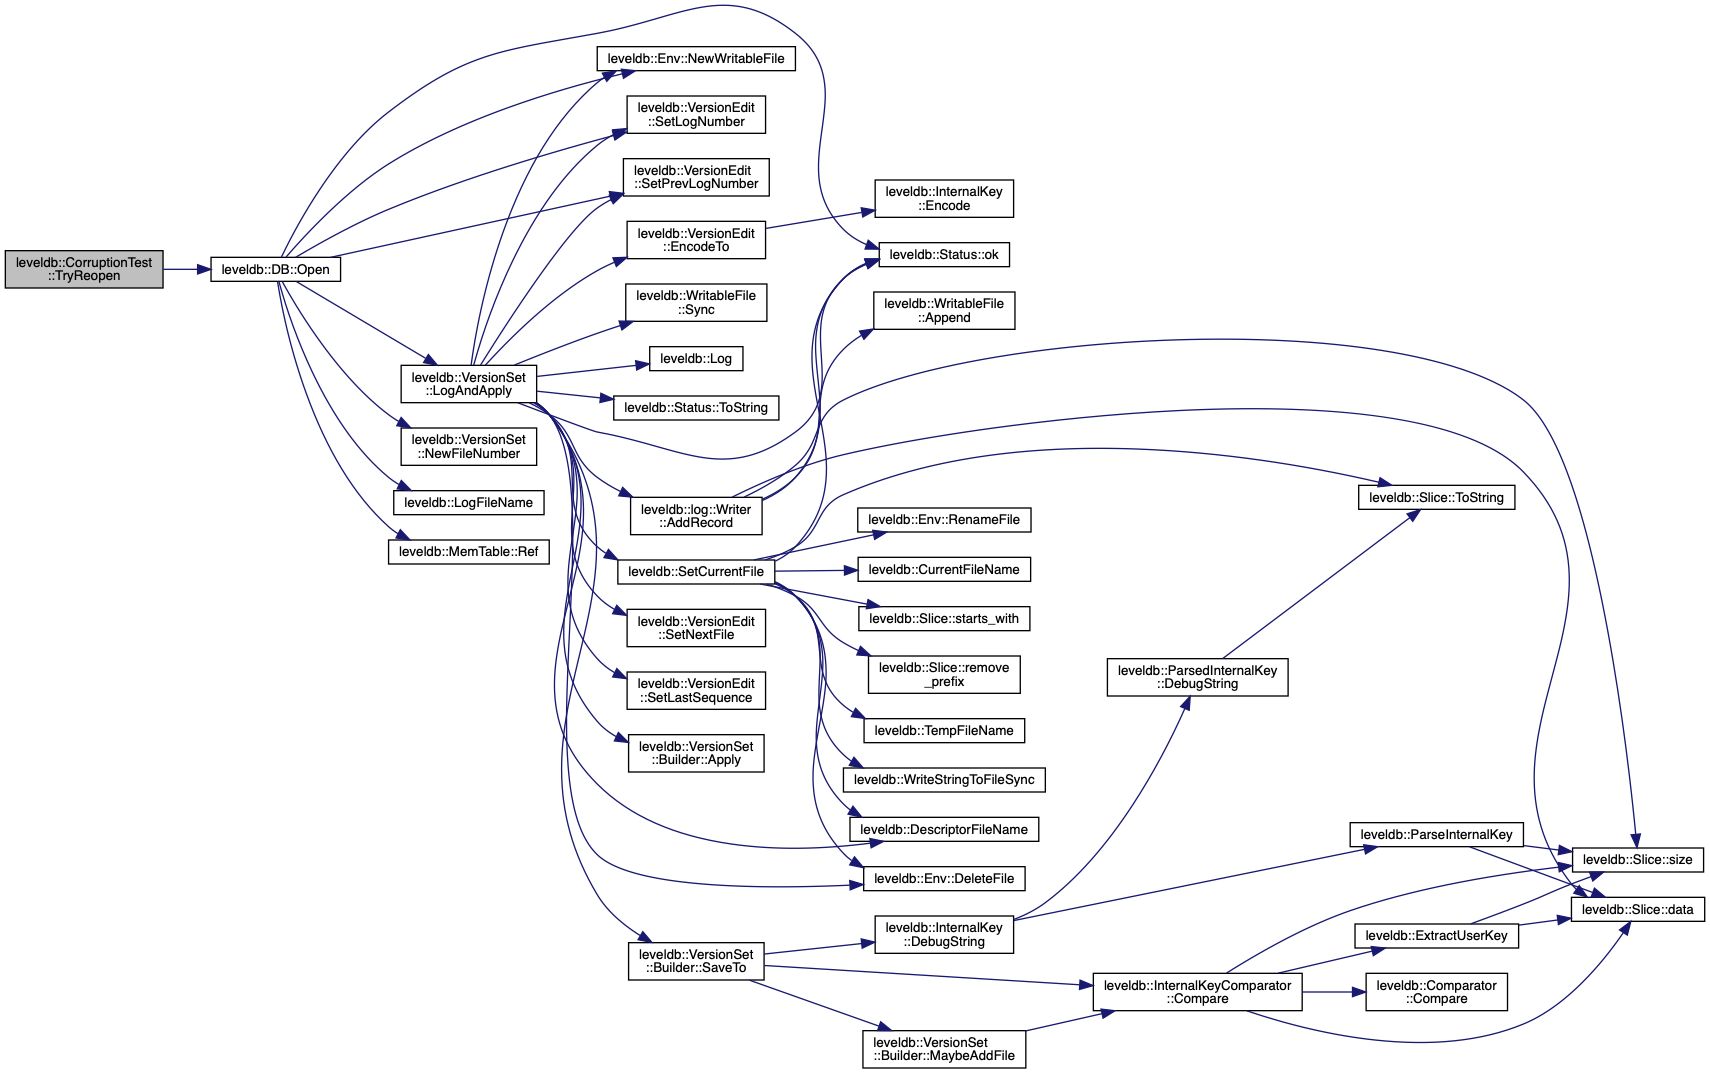 leveldb::CorruptionTest
::TryReopen
leveldb::DB::Open
leveldb::Env::NewWritableFile
leveldb::VersionEdit
::SetLogNumber
leveldb::VersionEdit
::SetPrevLogNumber
leveldb::VersionEdit
::EncodeTo
leveldb::InternalKey
::Encode
leveldb::Status::ok
leveldb::WritableFile
::Sync
leveldb::WritableFile
::Append
leveldb::Log
leveldb::VersionSet
::LogAndApply
leveldb::Status::ToString
leveldb::VersionSet
::NewFileNumber
leveldb::LogFileName
leveldb::MemTable::Ref
leveldb::log::Writer
::AddRecord
leveldb::Slice::ToString
leveldb::Env::RenameFile
leveldb::SetCurrentFile
leveldb::CurrentFileName
leveldb::Slice::starts_with
leveldb::VersionEdit
::SetNextFile
leveldb::Slice::remove
_prefix
leveldb::VersionEdit
::SetLastSequence
leveldb::ParsedInternalKey
::DebugString
leveldb::TempFileName
leveldb::VersionSet
::Builder::Apply
leveldb::WriteStringToFileSync
leveldb::DescriptorFileName
leveldb::ParseInternalKey
leveldb::Slice::size
leveldb::Env::DeleteFile
leveldb::Slice::data
leveldb::InternalKey
::DebugString
leveldb::ExtractUserKey
leveldb::VersionSet
::Builder::SaveTo
leveldb::InternalKeyComparator
::Compare
leveldb::Comparator
::Compare
leveldb::VersionSet
::Builder::MaybeAddFile